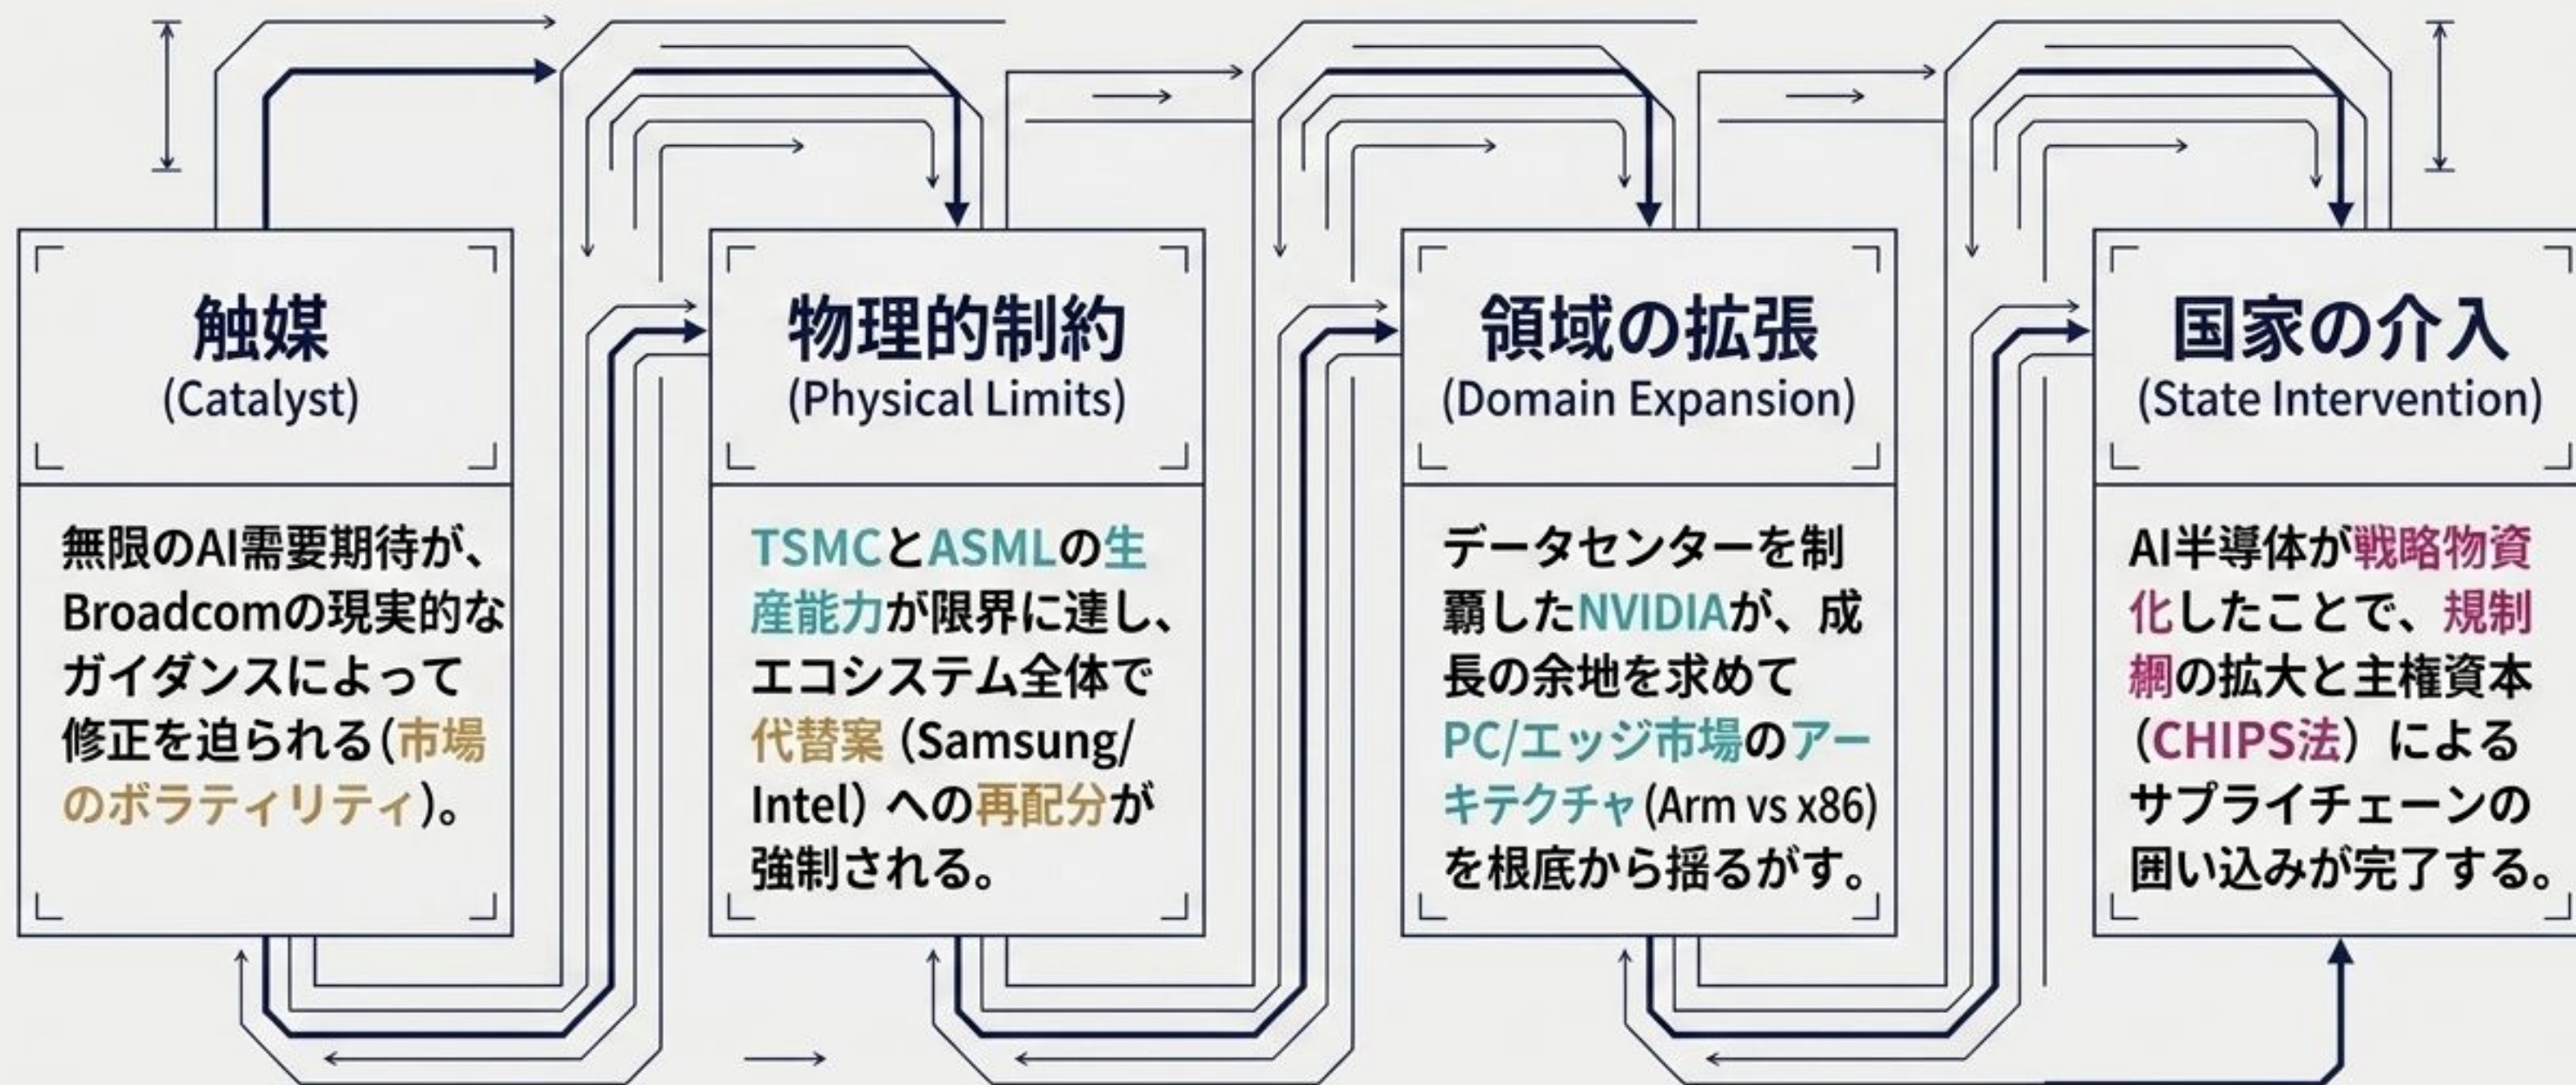 触媒
(Catalyst)
無限のAI需要期待が、
Broadcomの現実的な
ガイダンスによって
修正を迫られる(市場
のボラティリティ)。
物理的制約
(Physical Limits)
TSMCとASMLの生
産能力が限界に達し、
エコシステム全体で
代替案（Samsung/
Intel）への再配分が
強制される。
領域の拡張
(Domain Expansion)
データセンターを制
覇したNVIDIAが、成
長の余地を求めて
PC/エッジ市場のアー
キテクチャ(Arm vs x86)
を根底から揺るがす。
国家の介入
(State Intervention)
AI半導体が戦略物資
化したことで、規制
網の拡大と主権資本
（CHIPS法）による
サプライチェーンの
囲い込みが完了する。